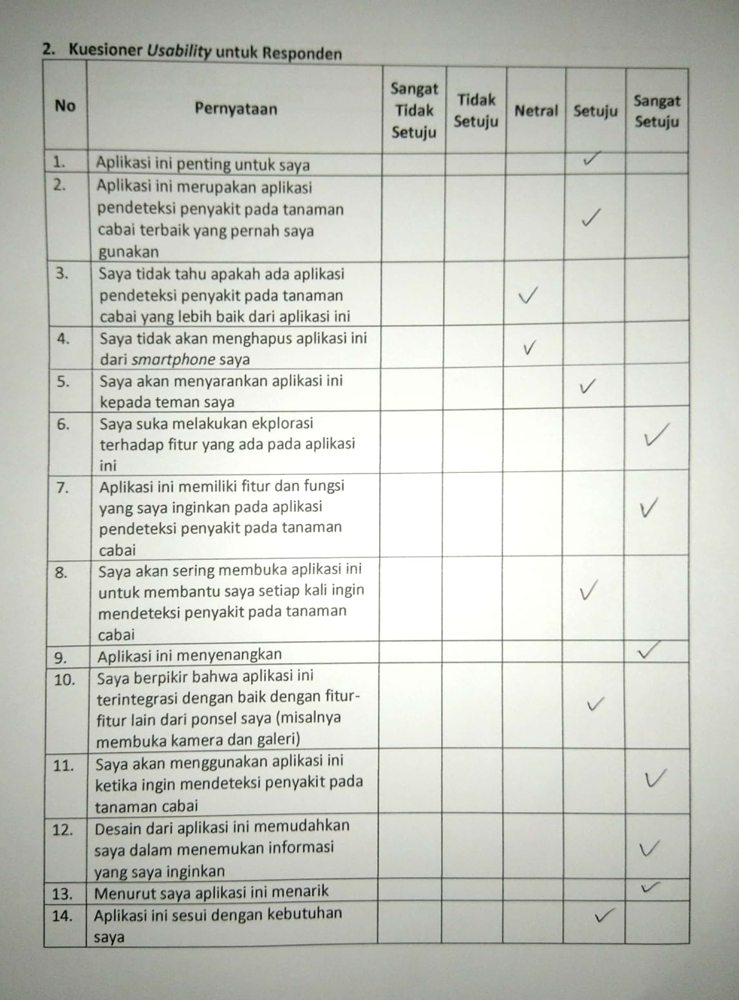 2. Kuesioner Usability untuk Responden
No
Pernyataan
Sangat
Tidak
Setuju
Tidak
Setuju
Netral
Setuju
Sangat
Setuju
1. Aplikasi ini penting untuk saya ✓
2. Aplikasi ini merupakan aplikasi
pendeteksi penyakit pada tanaman
cabai terbaik yang pernah saya ✓
gunakan
3. Saya tidak tahu apakah ada aplikasi
pendeteksi penyakit pada tanaman ✓
cabai yang lebih baik dari aplikasi ini
4. Saya tidak akan menghapus aplikasi ini ✓
dari smartphone saya
5. Saya akan menyarankan aplikasi ini ✓
kepada teman saya
6. Saya suka melakukan ekplorasi
terhadap fitur yang ada pada aplikasi ✓
ini
7. Aplikasi ini memiliki fitur dan fungsi
yang saya inginkan pada aplikasi ✓
pendeteksi penyakit pada tanaman
cabai
8. Saya akan sering membuka aplikasi ini
untuk membantu saya setiap kali ingin ✓
mendeteksi penyakit pada tanaman
cabai
9. Aplikasi ini menyenangkan ✓
10. Saya berpikir bahwa aplikasi ini
terintegrasi dengan baik dengan fitur- ✓
fitur lain dari ponsel saya (misalnya
membuka kamera dan galeri)
11. Saya akan menggunakan aplikasi ini
ketika ingin mendeteksi penyakit pada ✓
tanaman cabai
12. Desain dari aplikasi ini memudahkan
saya dalam menemukan informasi ✓
yang saya inginkan
13. Menurut saya aplikasi ini menarik ✓
14. Aplikasi ini sesui dengan kebutuhan ✓
saya